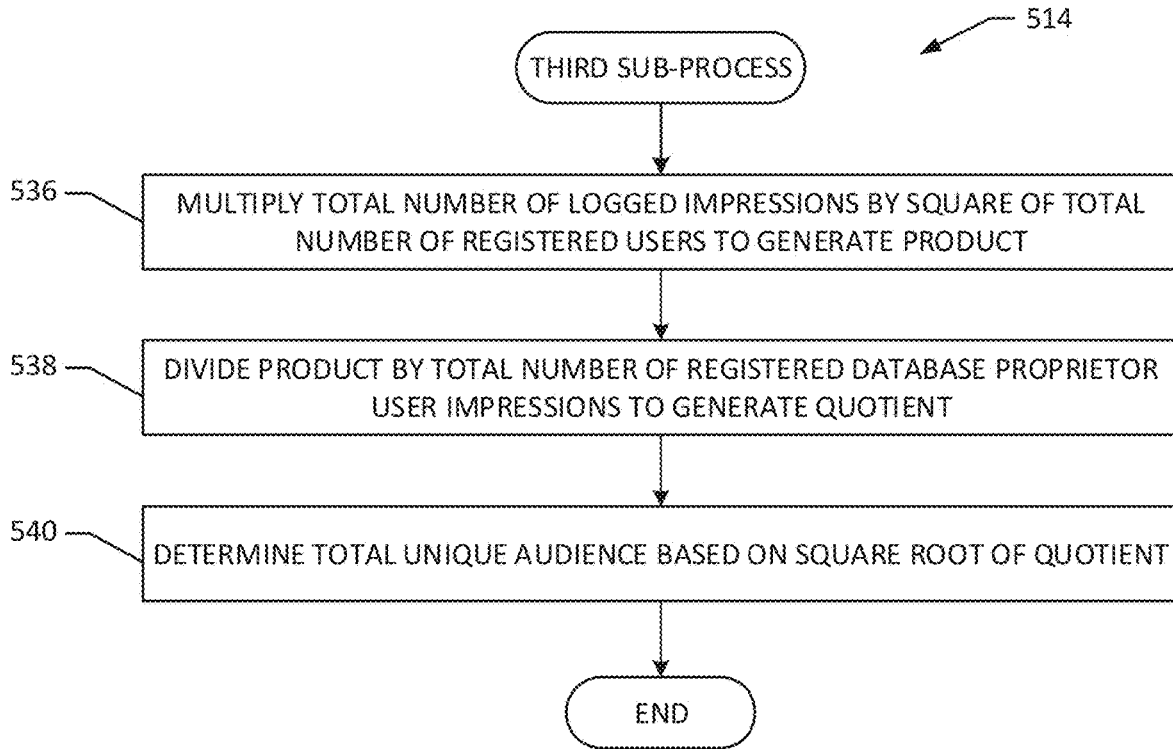 514
THIRD SUB-PROCESS
536
MULTIPLY TOTAL NUMBER OF LOGGED IMPRESSIONS BY SQUARE OF TOTAL
NUMBER OF REGISTERED USERS TO GENERATE PRODUCT
538
DIVIDE PRODUCT BY TOTAL NUMBER OF REGISTERED DATABASE PROPRIETOR
USER IMPRESSIONS TO GENERATE QUOTIENT
540
DETERMINE TOTAL UNIQUE AUDIENCE BASED ON SQUARE ROOT OF QUOTIENT
END